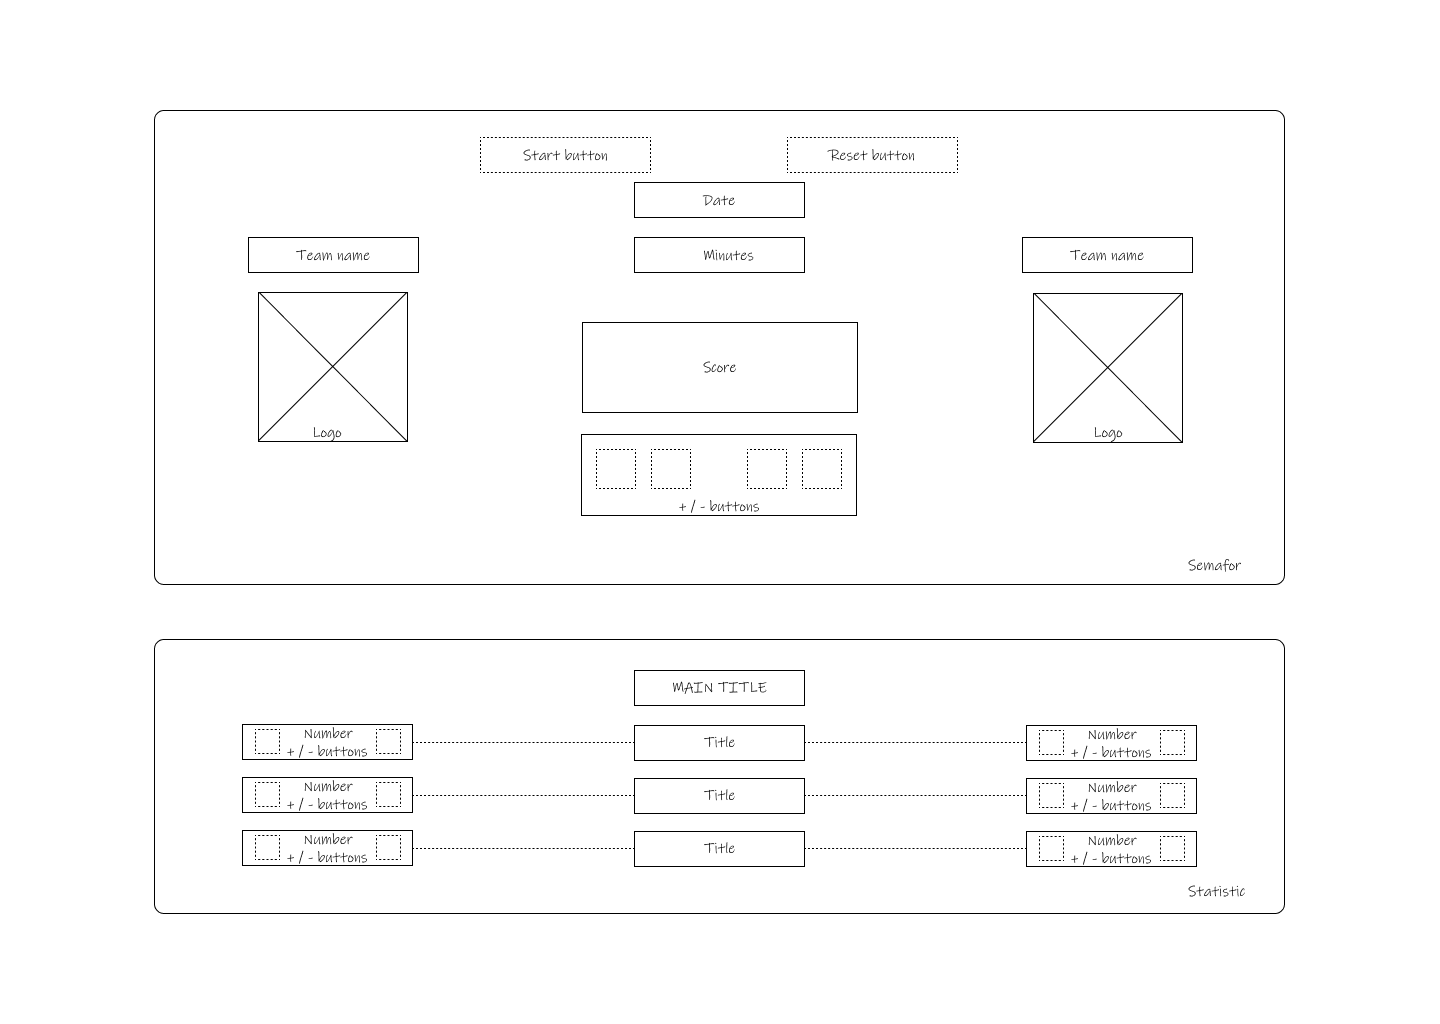 Start button
Reset button
Date
Team name
Minutes
Team name
Score
Logo
Logo
+ / - buttons
Semafor
MAIN TITLE
Number
+ / - buttons
Title
Number
+ / - buttons
Number
+ / - buttons
Title
Number
+ / - buttons
Number
+ / - buttons
Title
Number
+ / - buttons
Statistic